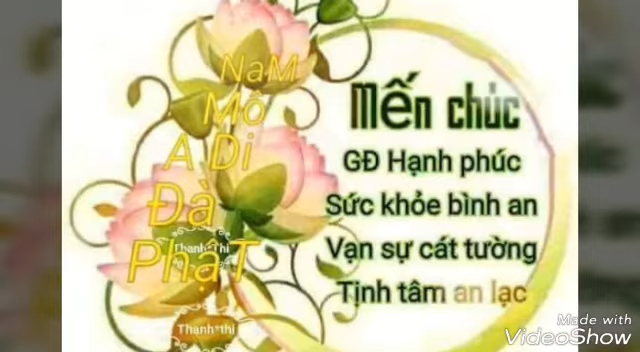 NaM
Mô
A Di
Đà
PhạT
Thanh*Thi
Thanh*thi
Mến chúc
GĐ Hạnh phúc
Sức khỏe bình an
Vạn sự cát tường
Tịnh tâm an lạc
Made with
VideoShow